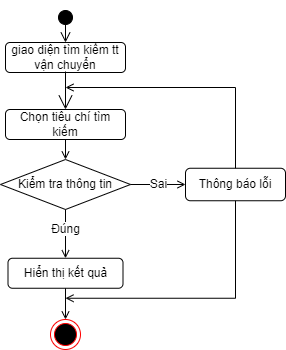 giao diện tìm kiếm tt
vận chuyển
Chọn tiêu chí tìm
kiếm
Kiểm tra thông tin
Sai
Thông báo lỗi
Đúng
Hiển thị kết quả